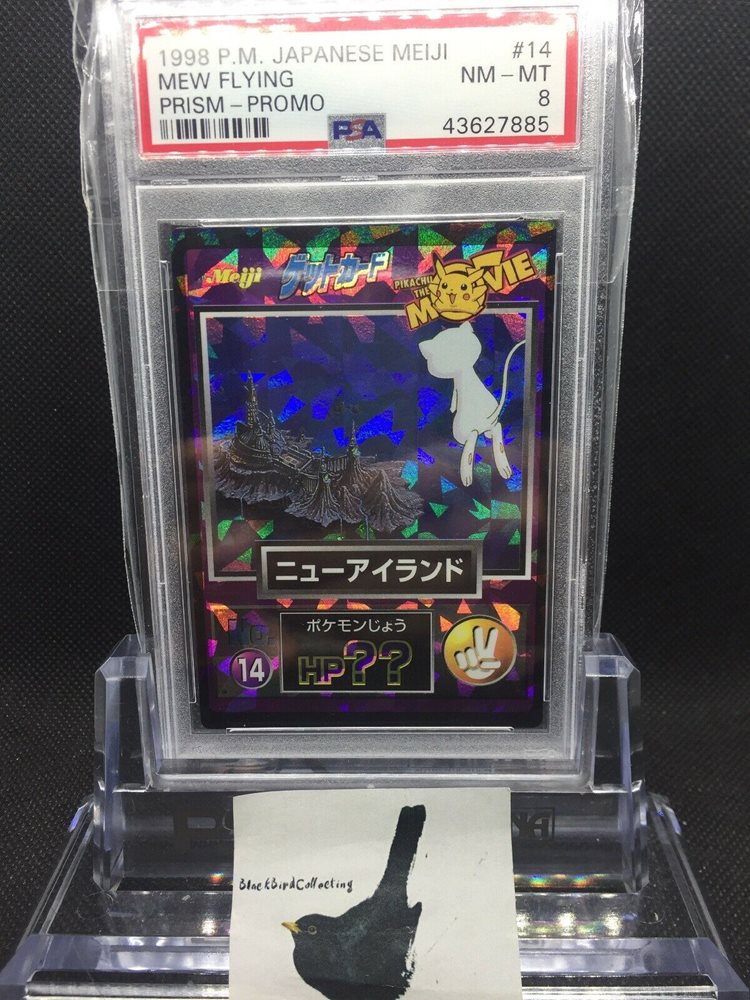 1998 P.M. JAPANESE MEIJI #14
MEW FLYING NM - MT
PRISM - PROMO 8
PSA 43627885
Meiji ゲットカード PIKACHU THE MOVIE
ニューアイランド
ポケモンじょう
No. 14 HP??
BlackBirdCollecting